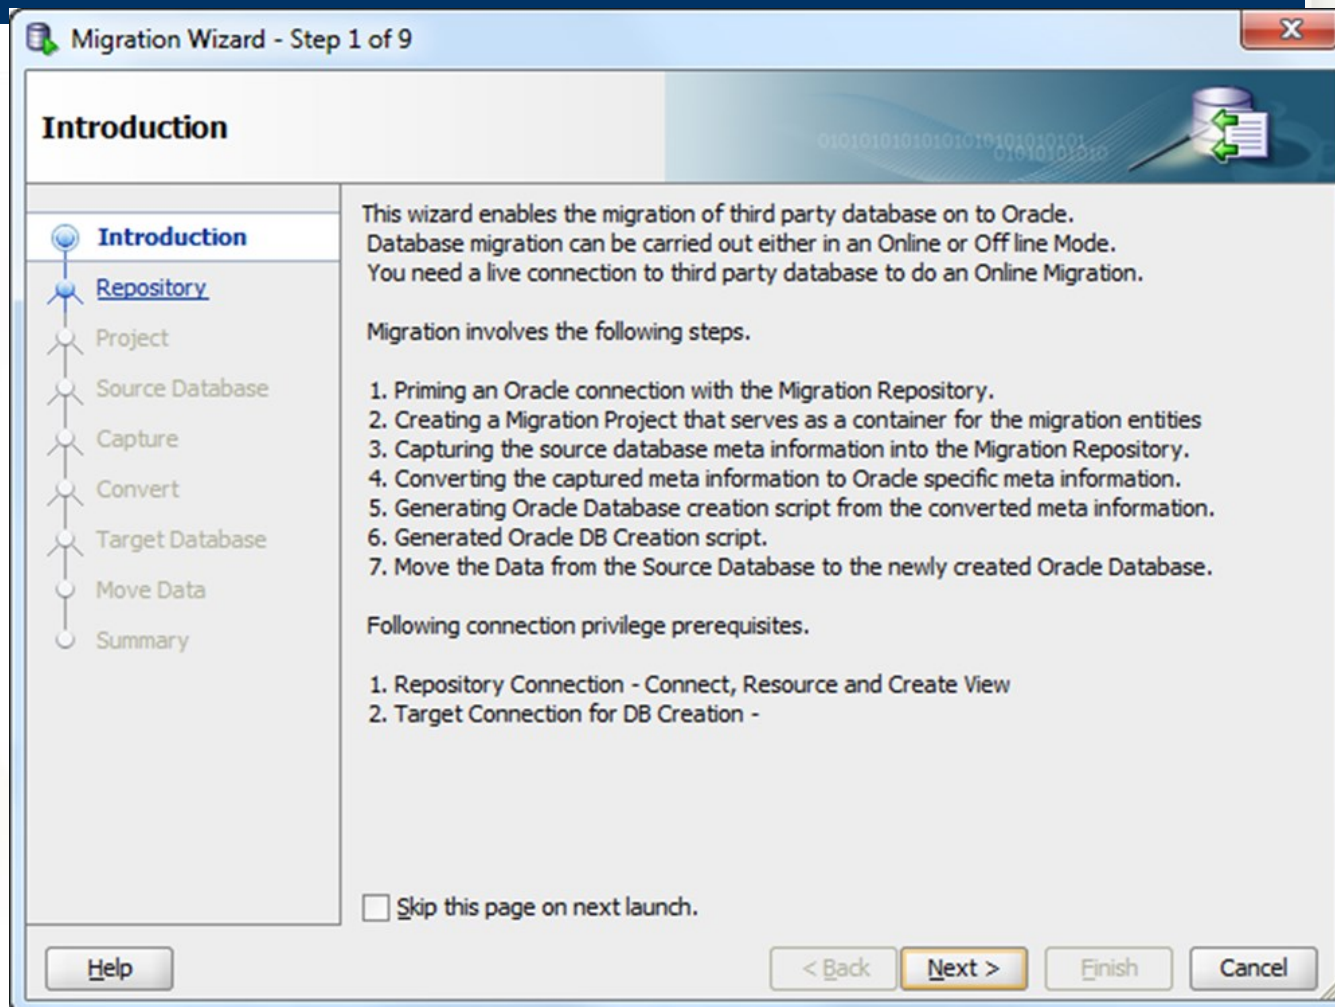 Migration Wizard - Step 1 of 9
Introduction
0101010101010101010101010101
01010101010
Introduction
Repository
Project
Source Database
Capture
Convert
Target Database
Move Data
Summary
This wizard enables the migration of third party database on to Oracle.
Database migration can be carried out either in an Online or Off line Mode.
You need a live connection to third party database to do an Online Migration.
Migration involves the following steps.
1. Priming an Oracle connection with the Migration Repository.
2. Creating a Migration Project that serves as a container for the migration entities
3. Capturing the source database meta information into the Migration Repository.
4. Converting the captured meta information to Oracle specific meta information.
5. Generating Oracle Database creation script from the converted meta information.
6. Generated Oracle DB Creation script.
7. Move the Data from the Source Database to the newly created Oracle Database.
Following connection privilege prerequisites.
1. Repository Connection - Connect, Resource and Create View
2. Target Connection for DB Creation -
Skip this page on next launch.
Help
< Back
Next >
Finish
Cancel